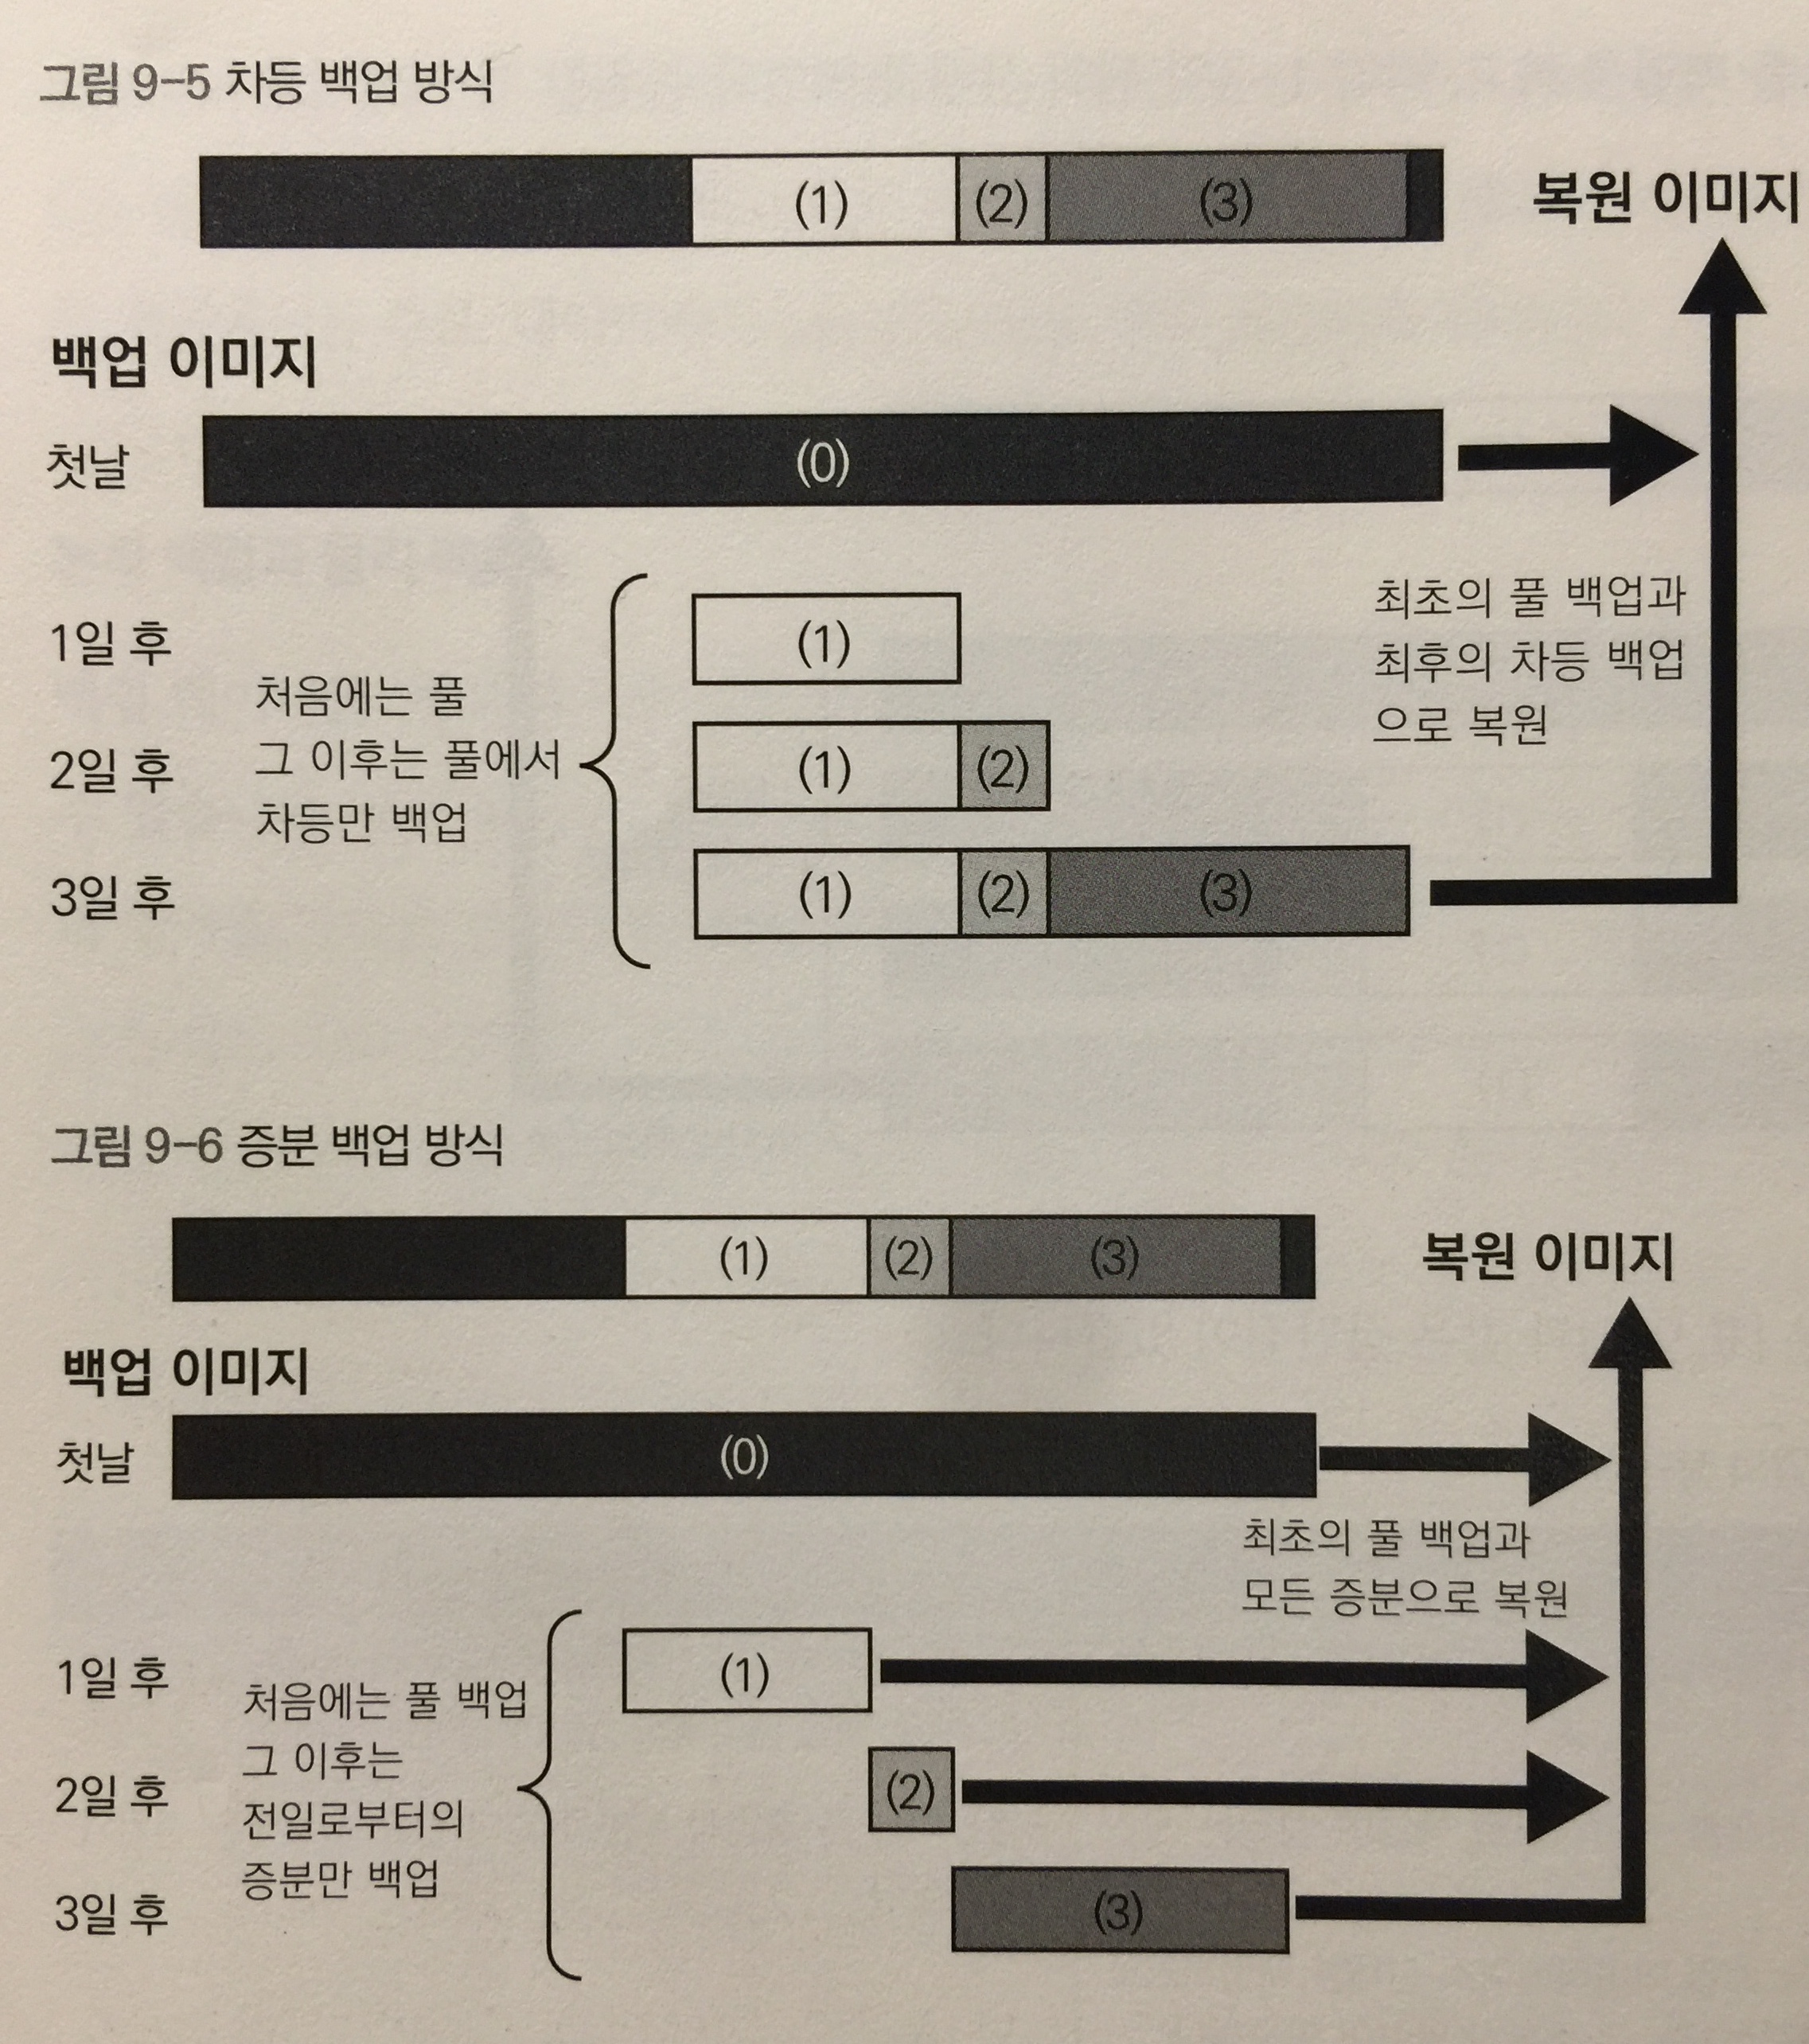 그림 9-5 차등 백업 방식
(1) (2) (3)
복원 이미지
백업 이미지
첫날
(0)
1일 후
(1)
2일 후
(1) (2)
3일 후
(1) (2) (3)
처음에는 풀
그 이후는 풀에서
차등만 백업
최초의 풀 백업과
최후의 차등 백업
으로 복원
그림 9-6 증분 백업 방식
(1) (2) (3)
복원 이미지
백업 이미지
첫날
(0)
최초의 풀 백업과
모든 증분으로 복원
1일 후
(1)
2일 후
(2)
3일 후
(3)
처음에는 풀 백업
그 이후는
전일로부터의
증분만 백업